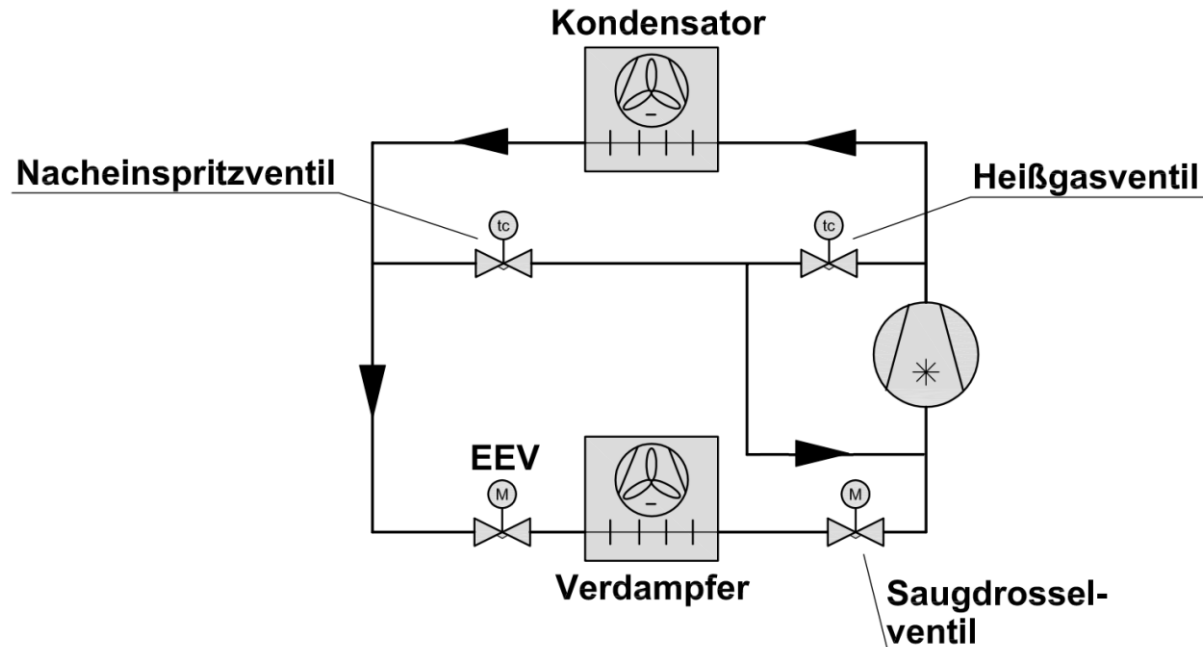 Kondensator
Nacheinspritzventil
Heißgasventil
tc
tc
EEV
M
M
Verdampfer
Saugdrossel-
ventil